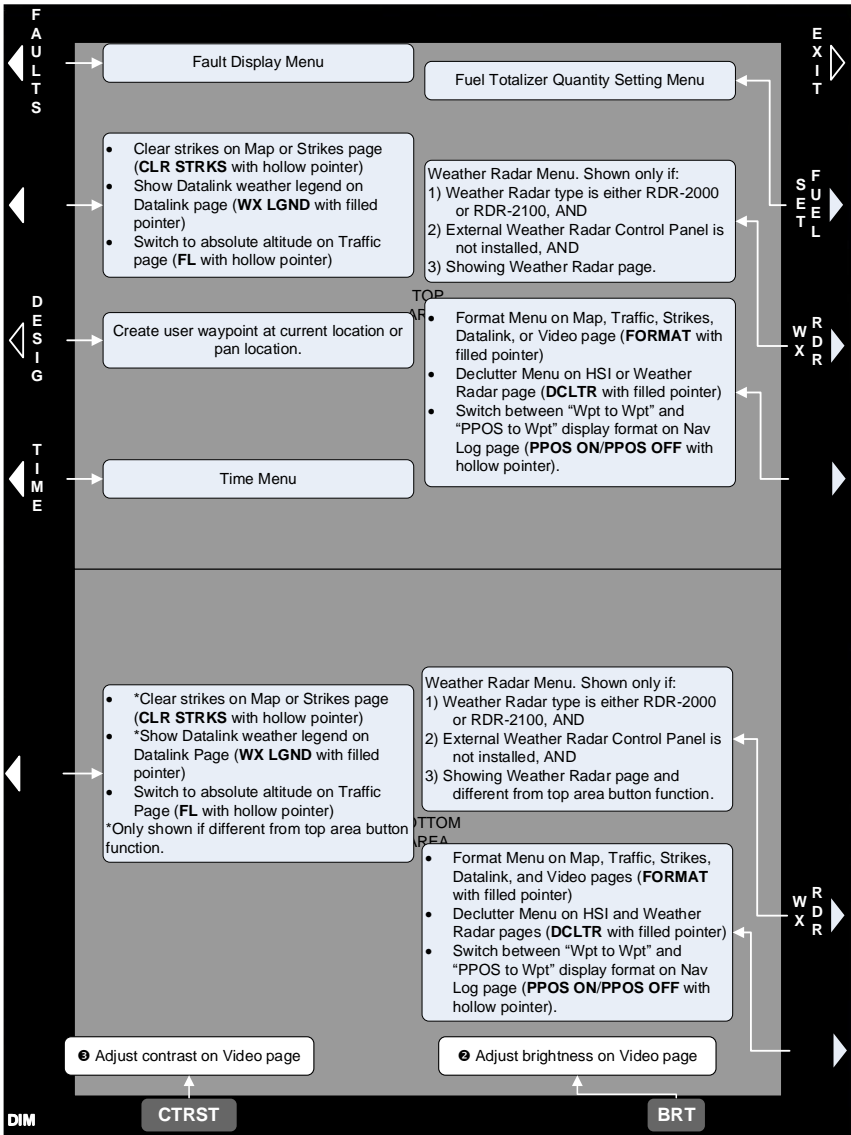 FAULTS
EXIT
Fault Display Menu
Fuel Totalizer Quantity Setting Menu
• Clear strikes on Map or Strikes page
(CLR STRKS with hollow pointer)
• Show Datalink weather legend on
Datalink page (WX LGND with filled
pointer)
• Switch to absolute altitude on Traffic
page (FL with hollow pointer)
Weather Radar Menu. Shown only if:
1) Weather Radar type is either RDR-2000
or RDR-2100, AND
2) External Weather Radar Control Panel is
not installed, AND
3) Showing Weather Radar page.
SET FUEL
TOP
DESIG
Create user waypoint at current location or
pan location.
• Format Menu on Map, Traffic, Strikes,
Datalink, or Video page (FORMAT with
filled pointer)
• Declutter Menu on HSI or Weather
Radar page (DCLTR with filled pointer)
• Switch between “Wpt to Wpt” and
“PPOS to Wpt” display format on Nav
Log page (PPOS ON/PPOS OFF with
hollow pointer).
WX RDR
TIME
Time Menu
• *Clear strikes on Map or Strikes page
(CLR STRKS with hollow pointer)
• *Show Datalink weather legend on
Datalink Page (WX LGND with filled
pointer)
• Switch to absolute altitude on Traffic
Page (FL with hollow pointer)
*Only shown if different from top area button
function.
Weather Radar Menu. Shown only if:
1) Weather Radar type is either RDR-2000
or RDR-2100, AND
2) External Weather Radar Control Panel is
not installed, AND
3) Showing Weather Radar page and
different from top area button function.
• Format Menu on Map, Traffic, Strikes,
Datalink, and Video pages (FORMAT
with filled pointer)
• Declutter Menu on HSI and Weather
Radar pages (DCLTR with filled pointer)
• Switch between “Wpt to Wpt” and
“PPOS to Wpt” display format on Nav
Log page (PPOS ON/PPOS OFF with
hollow pointer).
WX RDR
❸ Adjust contrast on Video page
❷ Adjust brightness on Video page
DIM
CTRST
BRT